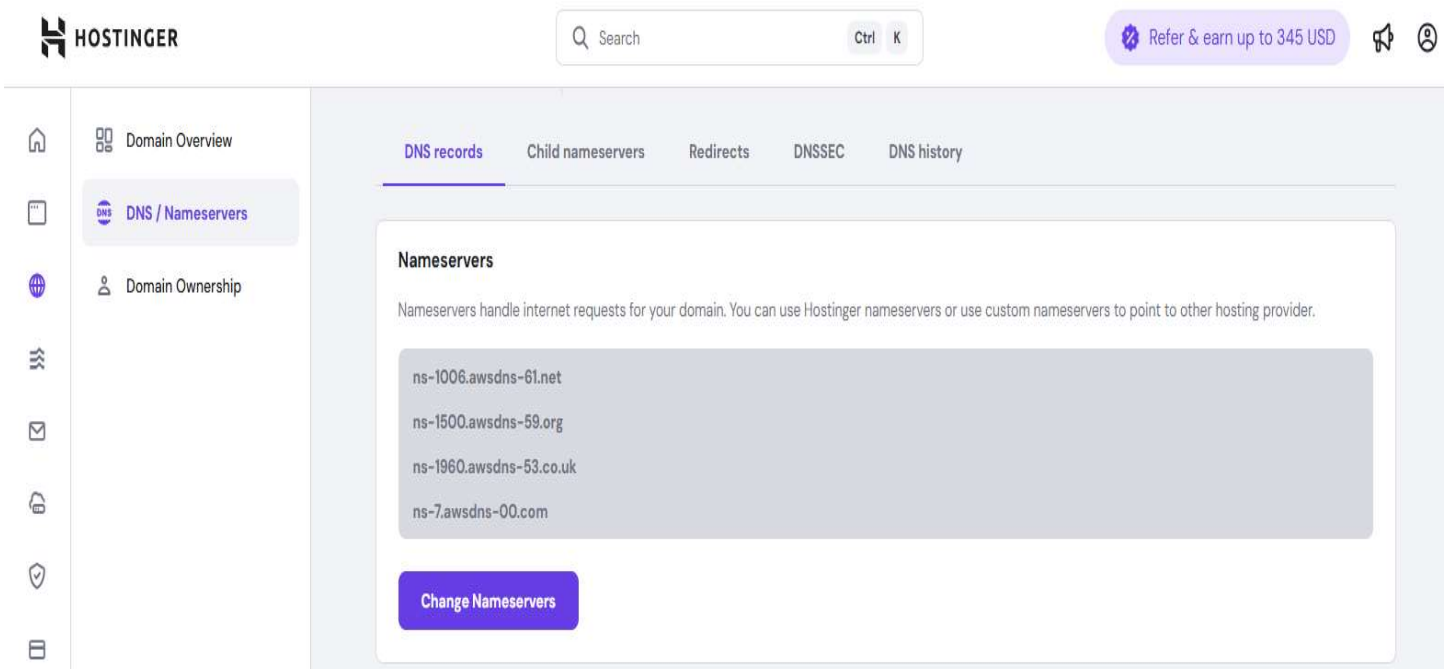 HOSTINGER
Search Ctrl K
Refer & earn up to 345 USD
Domain Overview
DNS / Nameservers
Domain Ownership
DNS records Child nameservers Redirects DNSSEC DNS history
Nameservers
Nameservers handle internet requests for your domain. You can use Hostinger nameservers or use custom nameservers to point to other hosting provider.
ns-1006.awsdns-61.net
ns-1500.awsdns-59.org
ns-1960.awsdns-53.co.uk
ns-7.awsdns-00.com
Change Nameservers